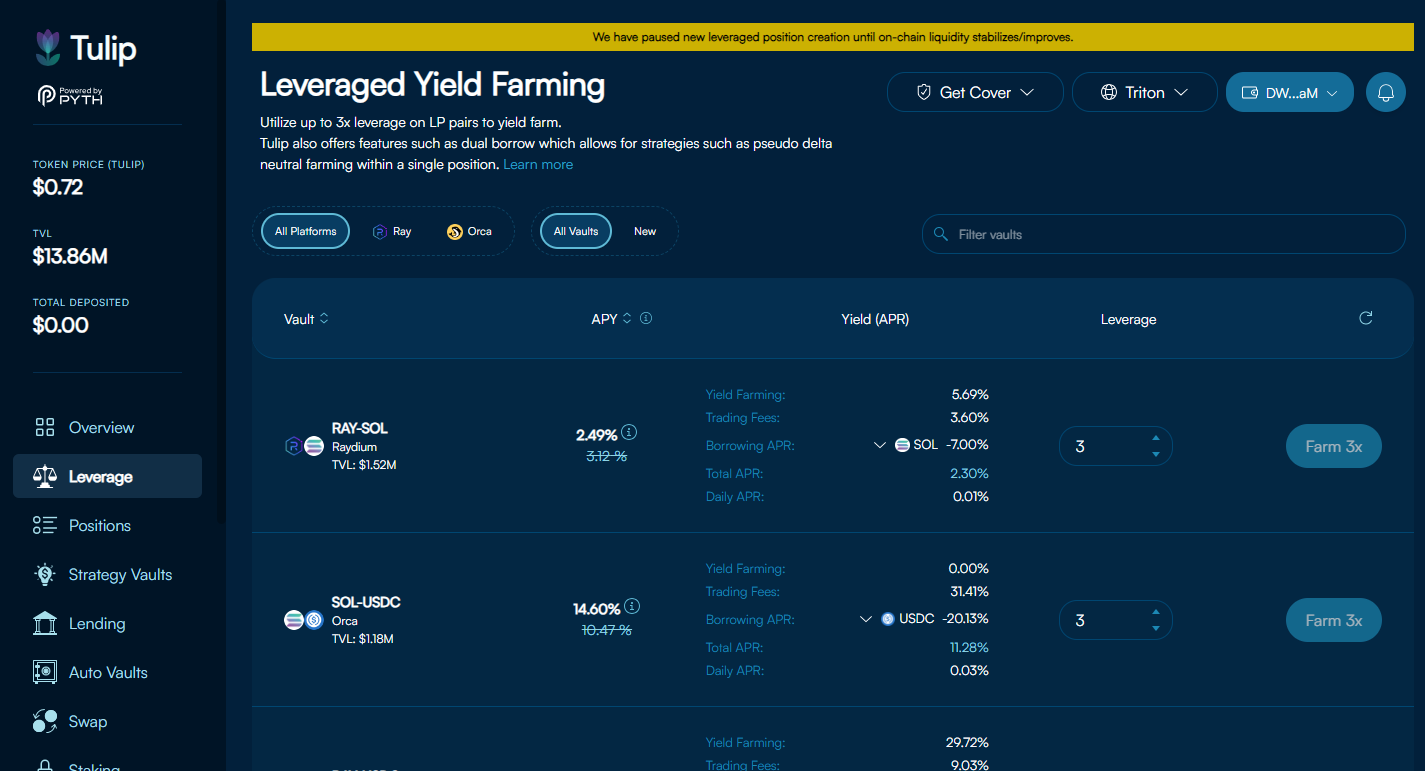 Tulip
Powered by
PYTH
TOKEN PRICE (TULIP)
$0.72
TVL
$13.86M
TOTAL DEPOSITED
$0.00
Overview
Leverage
Positions
Strategy Vaults
Lending
Auto Vaults
Swap
Staking
We have paused new leveraged position creation until on-chain liquidity stabilizes/improves.
Leveraged Yield Farming
Get Cover
Triton
DW...aM
Utilize up to 3x leverage on LP pairs to yield farm.
Tulip also offers features such as dual borrow which allows for strategies such as pseudo delta
neutral farming within a single position. Learn more
All Platforms Ray Orca All Vaults New Filter vaults
Vault APY Yield (APR) Leverage
RAY-SOL
Raydium
TVL: $1.52M
2.49%
3.12 %
Yield Farming: 5.69%
Trading Fees: 3.60%
Borrowing APR: SOL -7.00%
Total APR: 2.30%
Daily APR: 0.01%
3
Farm 3x
SOL-USDC
Orca
TVL: $1.18M
14.60%
10.47 %
Yield Farming: 0.00%
Trading Fees: 31.41%
Borrowing APR: USDC -20.13%
Total APR: 11.28%
Daily APR: 0.03%
3
Farm 3x
Yield Farming: 29.72%
Trading Fees: 9.03%